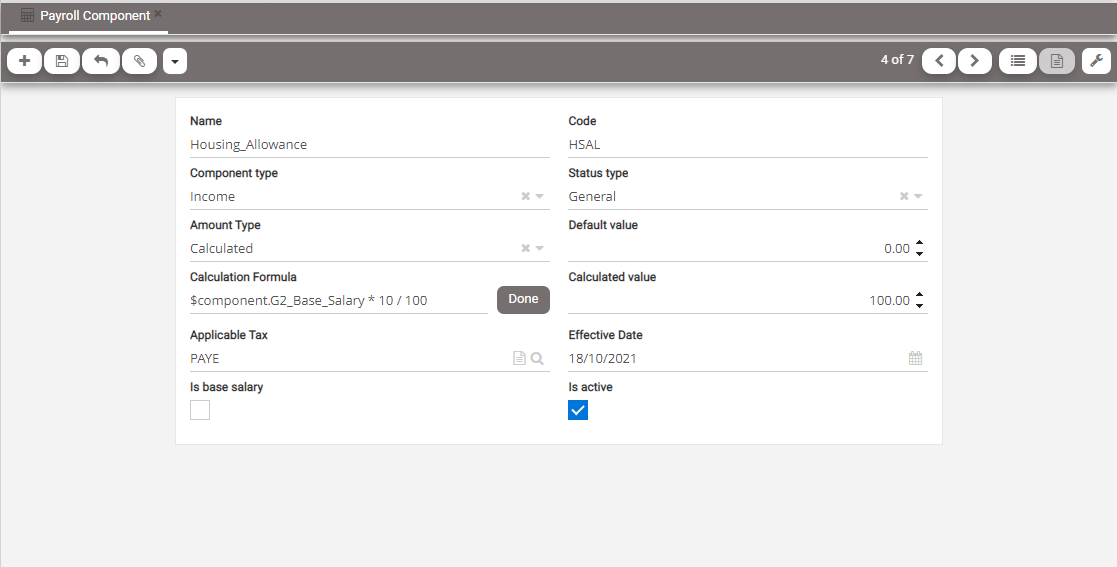 Payroll Component
4 of 7
Name
Code
Housing_Allowance
HSAL
Component type
Status type
Income
General
Amount Type
Default value
Calculated
0.00
Calculation Formula
Calculated value
$component.G2_Base_Salary * 10 / 100
Done
100.00
Applicable Tax
Effective Date
PAYE
18/10/2021
Is base salary
Is active